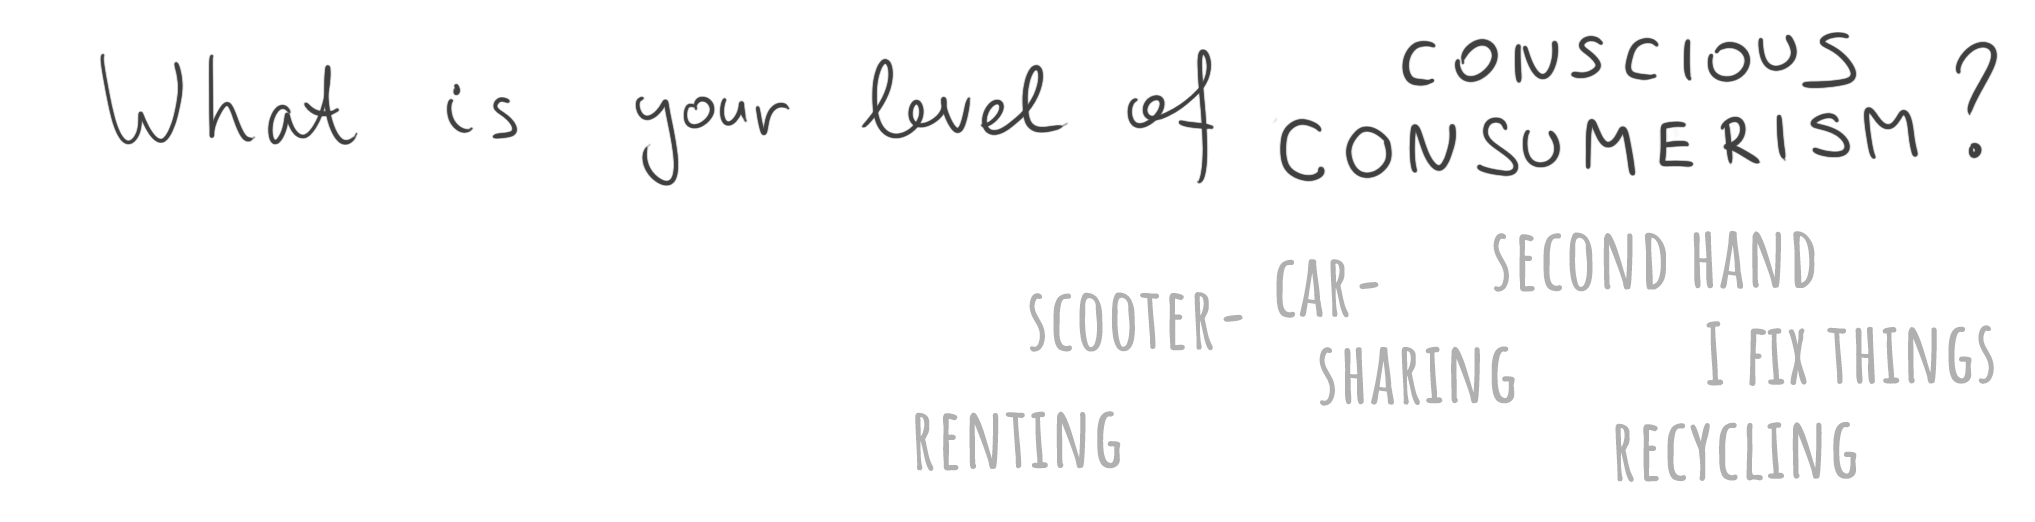 What is your level of CONSCIOUS CONSUMERISM?
SECOND HAND
SCOOTER- CAR-
SHARING
I FIX THINGS
RENTING
RECYCLING